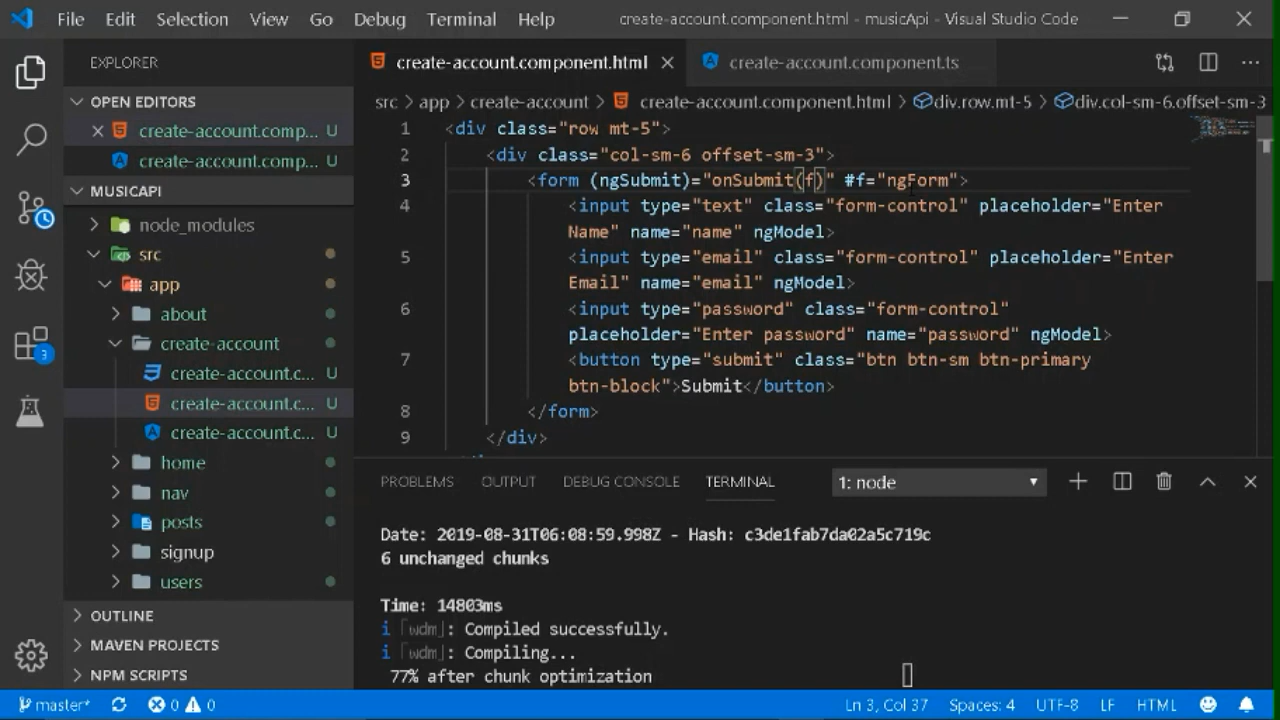 File Edit Selection View Go Debug Terminal Help create-account.component.html - musicApi - Visual Studio Code
EXPLORER
OPEN EDITORS
create-account.comp... U
create-account.comp... U
MUSICAPI
node_modules
src
app
about
create-account
create-account.c... U
create-account.c... U
create-account.c... U
home
nav
posts
signup
users
OUTLINE
MAVEN PROJECTS
NPM SCRIPTS
3
create-account.component.html
create-account.component.ts
src > app > create-account > create-account.component.html > div.row.mt-5 > div.col-sm-6.offset-sm-3
1 <div class="row mt-5">
2 <div class="col-sm-6 offset-sm-3">
3 <form (ngSubmit)="onSubmit(f)" #f="ngForm">
4 <input type="text" class="form-control" placeholder="Enter
Name" name="name" ngModel>
5 <input type="email" class="form-control" placeholder="Enter
Email" name="email" ngModel>
6 <input type="password" class="form-control"
placeholder="Enter password" name="password" ngModel>
7 <button type="submit" class="btn btn-sm btn-primary
btn-block">Submit</button>
8 </form>
9 </div>
PROBLEMS OUTPUT DEBUG CONSOLE TERMINAL 1: node
Date: 2019-08-31T06:08:59.998Z - Hash: c3de1fab7da02a5c719c
6 unchanged chunks
Time: 14803ms
i ｢wdm｣: Compiled successfully.
i ｢wdm｣: Compiling...
77% after chunk optimization
master* 0 0 Ln 3, Col 37 Spaces: 4 UTF-8 LF HTML